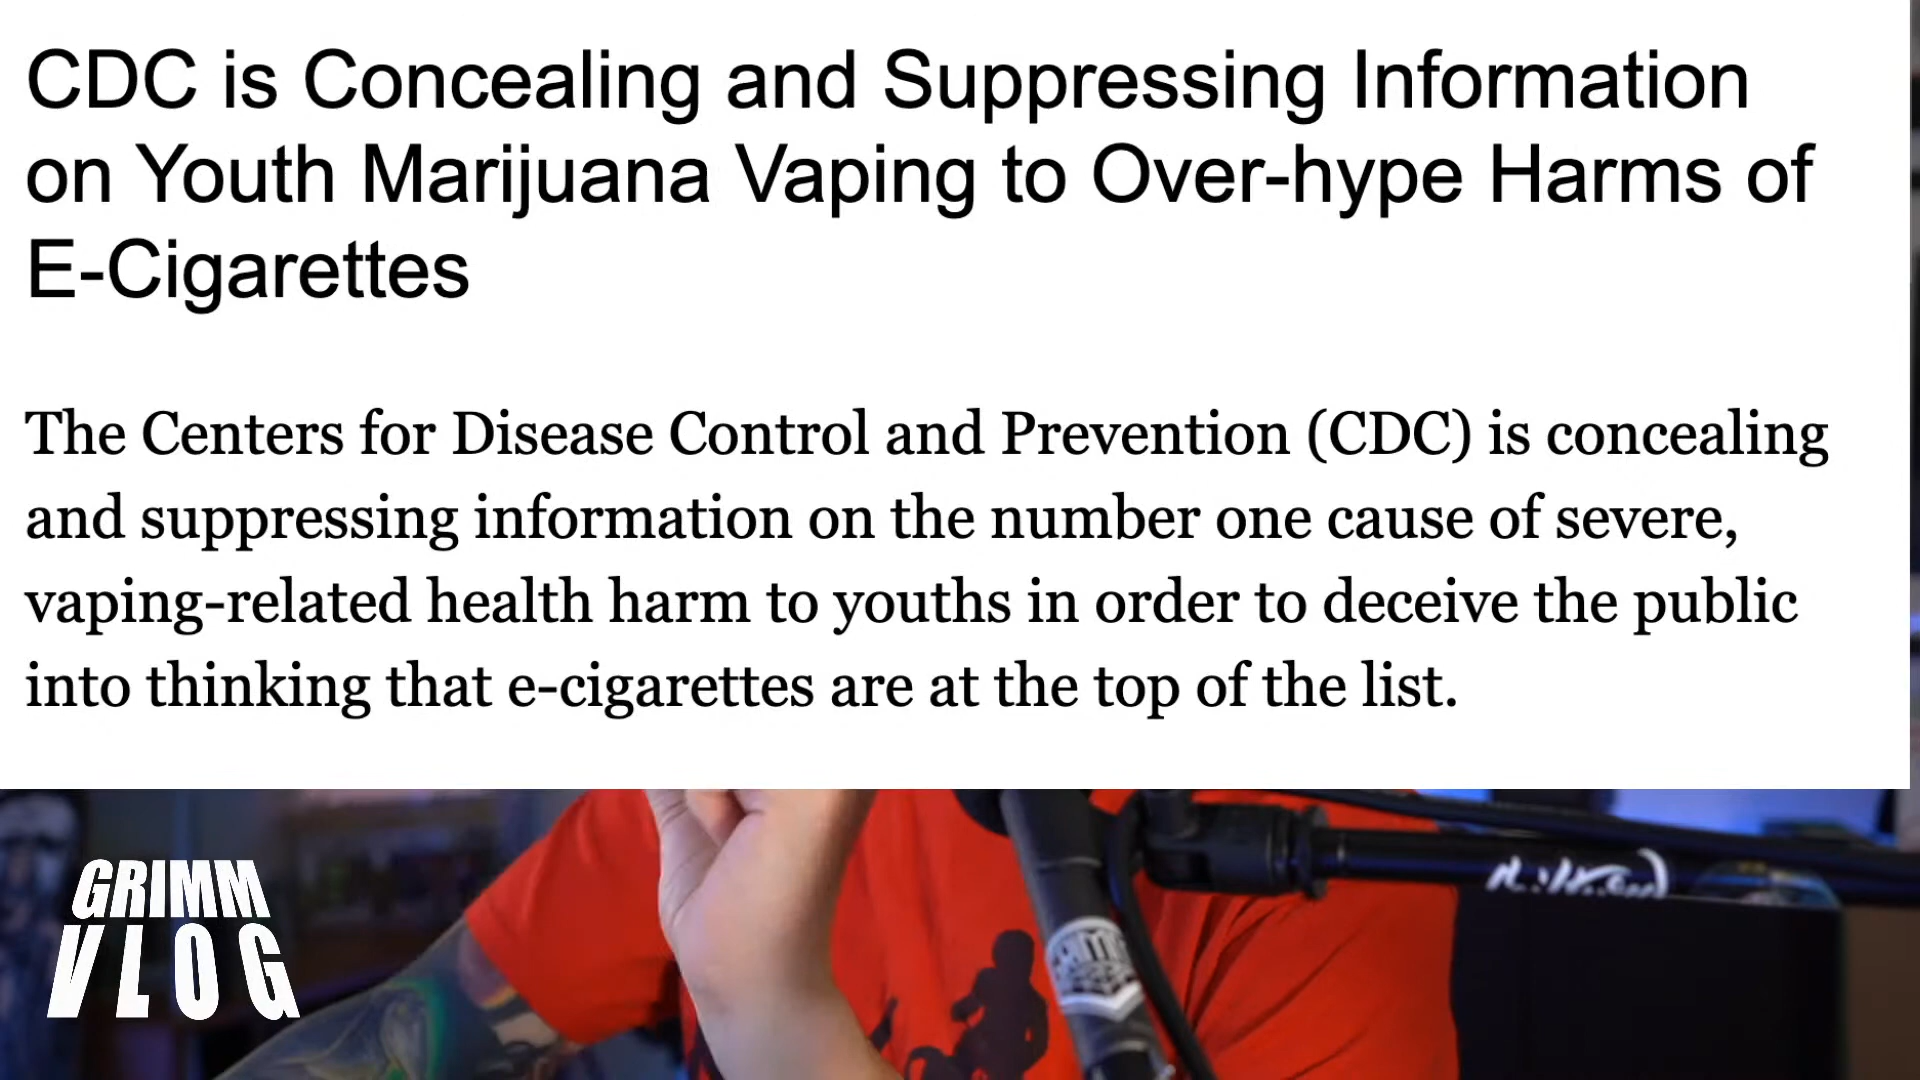 CDC is Concealing and Suppressing Information
on Youth Marijuana Vaping to Over-hype Harms of
E-Cigarettes
The Centers for Disease Control and Prevention (CDC) is concealing
and suppressing information on the number one cause of severe,
vaping-related health harm to youths in order to deceive the public
into thinking that e-cigarettes are at the top of the list.
GRIMM
VLOG